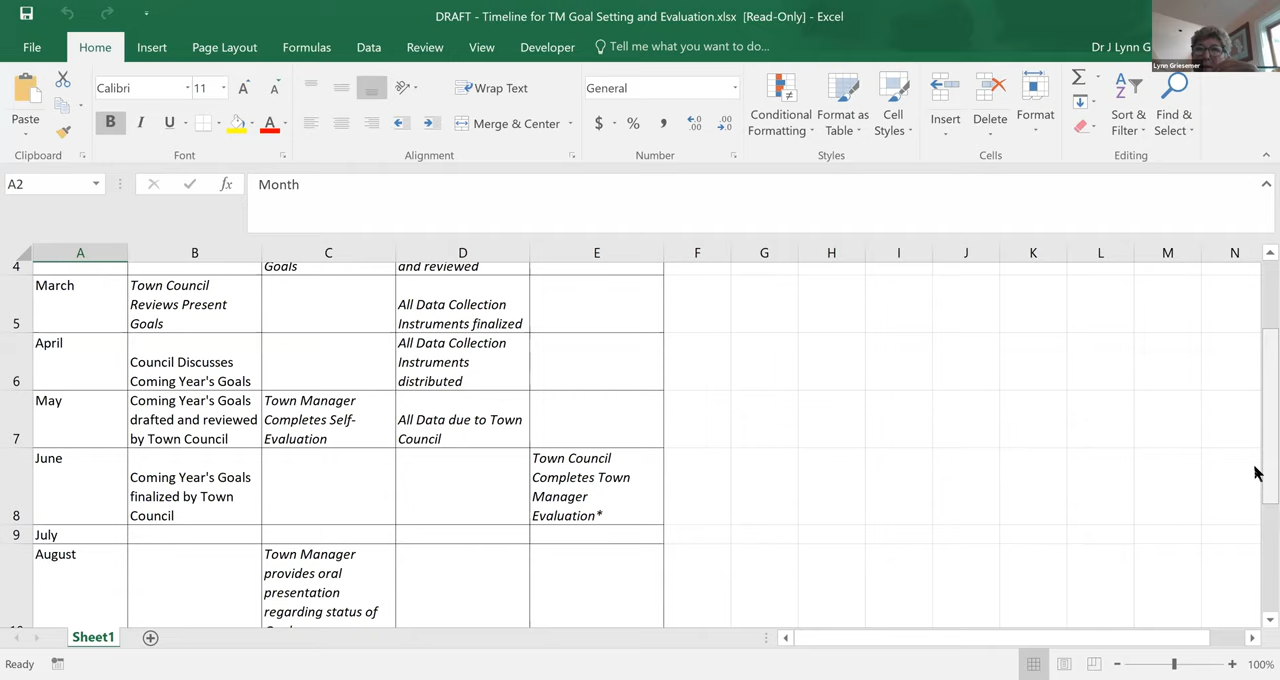 DRAFT - Timeline for TM Goal Setting and Evaluation.xlsx [Read-Only] - Excel
File Home Insert Page Layout Formulas Data Review View Developer Tell me what you want to do... Dr J Lynn G
Lynn Griesemer
Paste
Clipboard
Calibri 11 A A
B I U A
Font
Wrap Text
Merge & Center
Alignment
General
$ % ,
Number
Conditional Formatting
Format as Table
Cell Styles
Styles
Insert Delete Format
Cells
Sort & Filter
Find & Select
Editing
A2 fx Month
A B C D E F G H I J K L M N
4 Goals and reviewed
5 March
Town Council
Reviews Present
Goals
All Data Collection
Instruments finalized
6 April
Council Discusses
Coming Year's Goals
All Data Collection
Instruments
distributed
7 May
Coming Year's Goals
drafted and reviewed
by Town Council
Town Manager
Completes Self-
Evaluation
All Data due to Town
Council
8 June
Coming Year's Goals
finalized by Town
Council
Town Council
Completes Town
Manager
Evaluation*
9 July
August
Town Manager
provides oral
presentation
regarding status of
Sheet1
Ready 100%